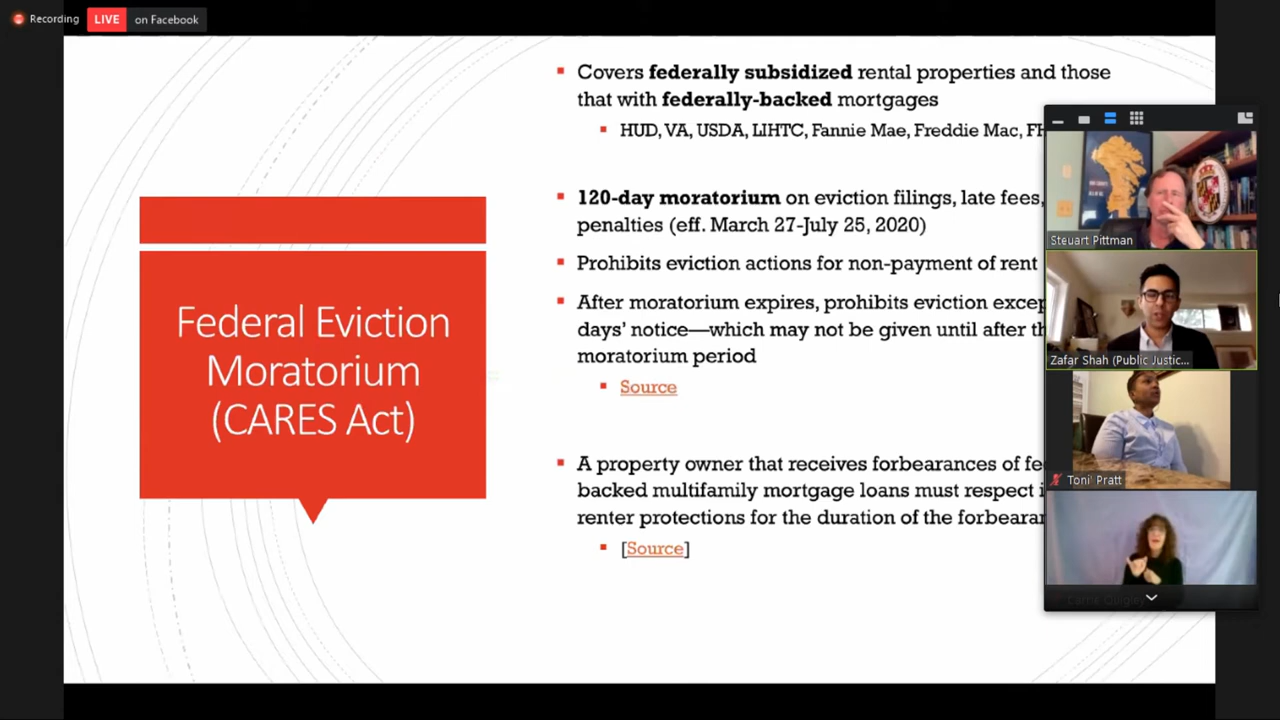 Recording
LIVE on Facebook
Federal Eviction
Moratorium
(CARES Act)
Covers federally subsidized rental properties and those
that with federally-backed mortgages
HUD, VA, USDA, LIHTC, Fannie Mae, Freddie Mac,
120-day moratorium on eviction filings, late fees,
penalties (eff. March 27-July 25, 2020)
Prohibits eviction actions for non-payment of rent
After moratorium expires, prohibits eviction
days' notice—which may not be given until after
moratorium period
Source
A property owner that receives forbearances of
backed multifamily mortgage loans must respect
renter protections for the duration of the
[Source]
Steuart Pittman
Zafar Shah (Public Justic...
Toni Pratt